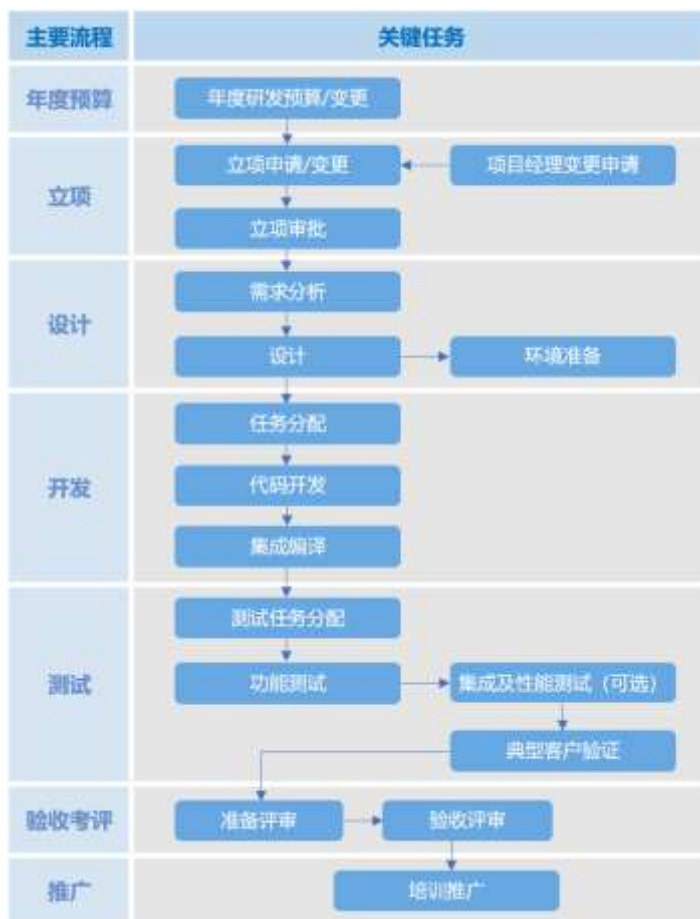 主要流程
关键任务
年度预算
年度研发预算/变更
立项
立项申请/变更
项目经理变更申请
立项审批
设计
需求分析
设计
环境准备
开发
任务分配
代码开发
集成编译
测试
测试任务分配
功能测试
集成及性能测试（可选）
典型客户验证
验收考评
准备评审
验收评审
推广
培训推广